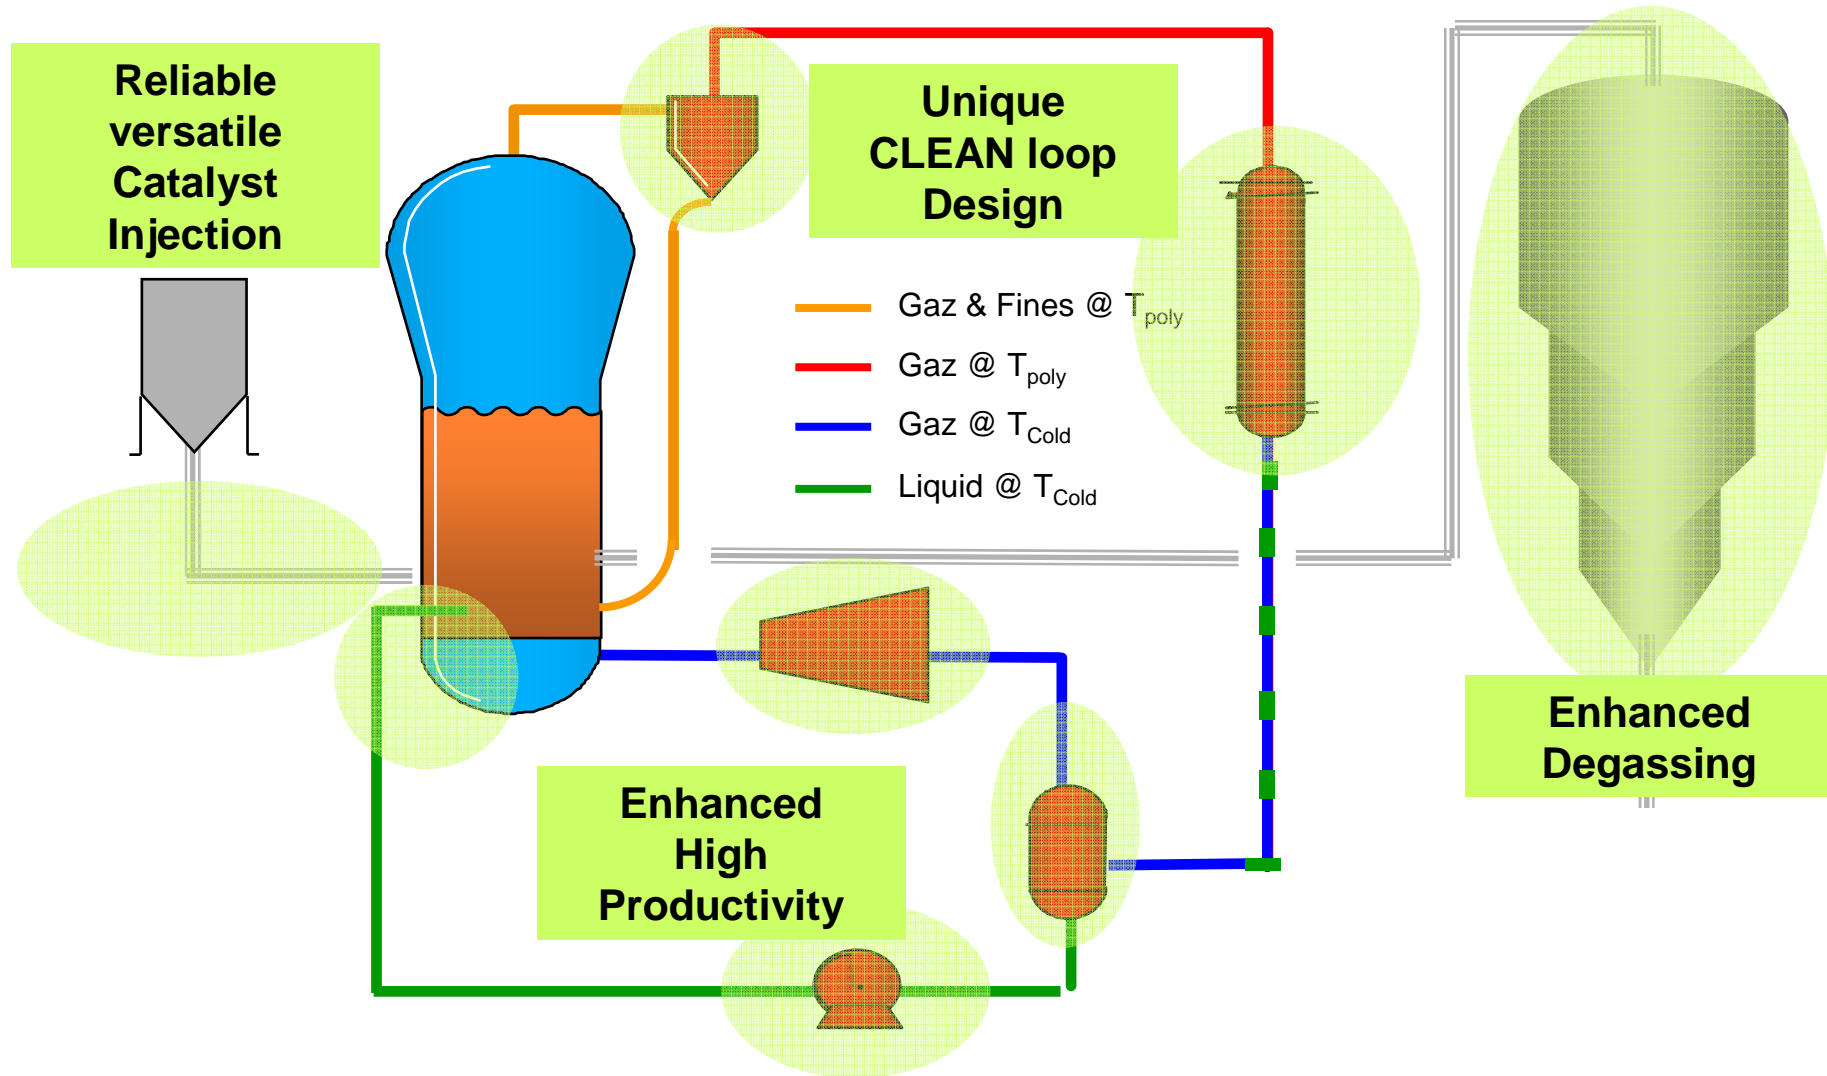 Reliable
versatile
Catalyst
Injection
Unique
CLEAN loop
Design
Gaz & Fines @ Tpoly
Gaz @ Tpoly
Gaz @ TCold
Liquid @ TCold
Enhanced
High
Productivity
Enhanced
Degassing